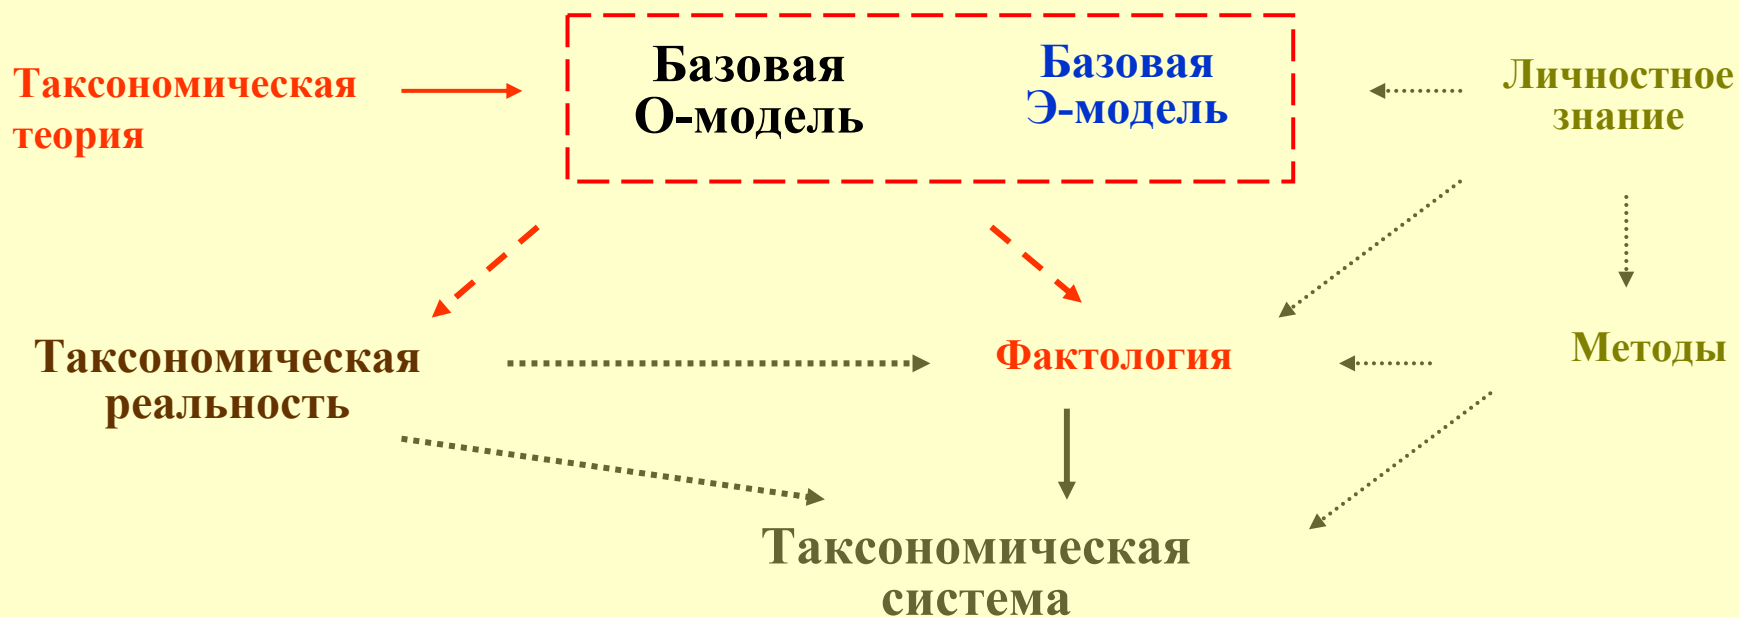 Таксономическая
теория
Базовая
О-модель
Базовая
Э-модель
Личностное
знание
Таксономическая
реальность
Фактология
Методы
Таксономическая
система